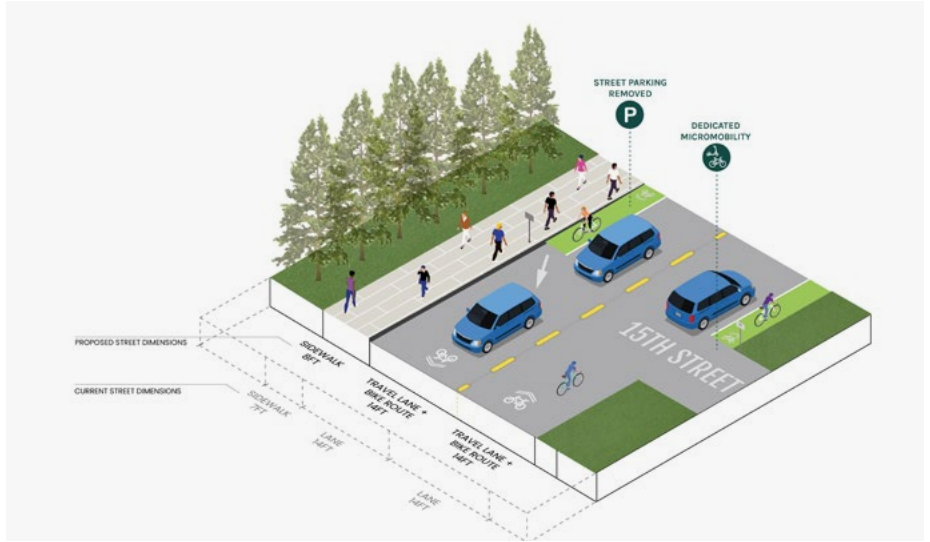 STREET PARKING
REMOVED
P
DEDICATED
MICROMOBILITY
15TH STREET
PROPOSED STREET DIMENSIONS
SIDEWALK
8FT
TRAVEL LANE +
BIKE ROUTE
14FT
TRAVEL LANE +
BIKE ROUTE
14FT
CURRENT STREET DIMENSIONS
SIDEWALK
7FT
LANE
14FT
LANE
14FT